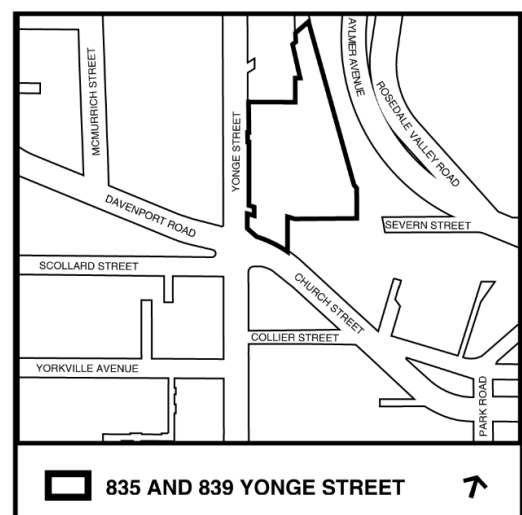 AYLMER AVENUE
MCMURRICH STREET
ROSEDALE VALLEY ROAD
YONGE STREET
DAVENPORT ROAD
SEVERN STREET
SCOLLARD STREET
CHURCH STREET
COLLIER STREET
YORKVILLE AVENUE
PARK ROAD
835 AND 839 YONGE STREET